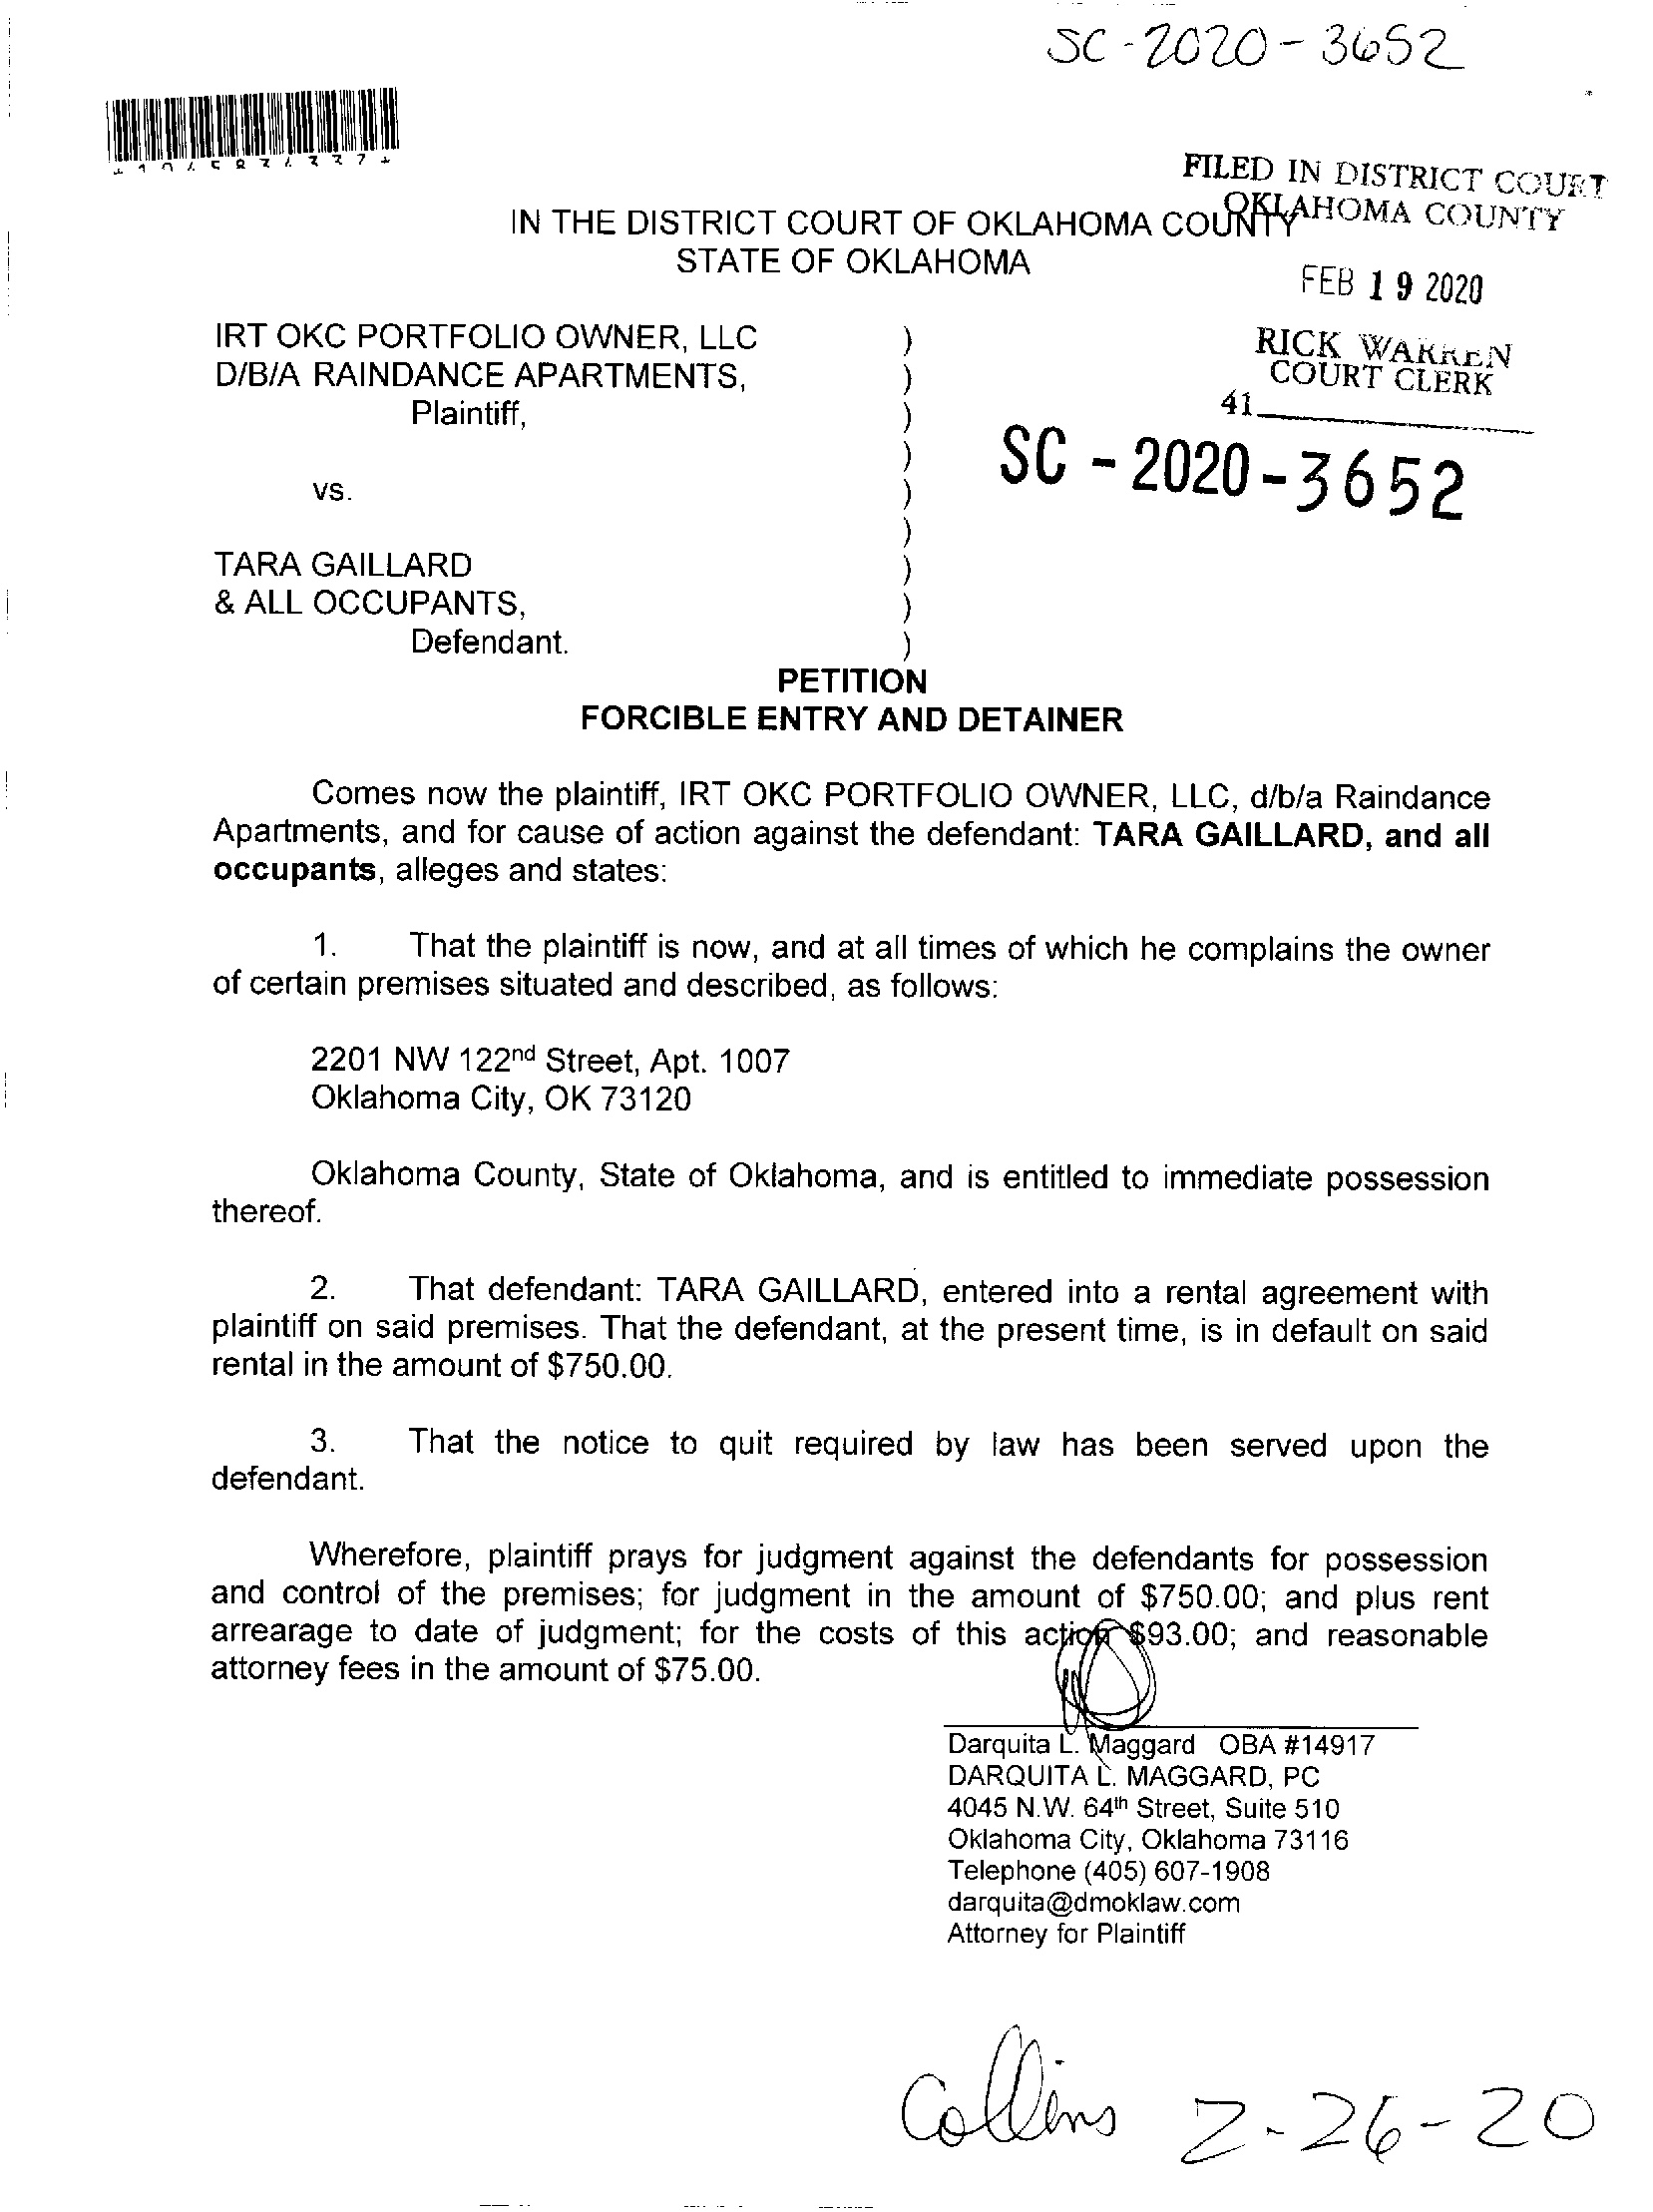 SC-2020-3652
FILED IN DISTRICT COURT
OKLAHOMA COUNTY
IN THE DISTRICT COURT OF OKLAHOMA COUNTY
STATE OF OKLAHOMA
FEB 19 2020
IRT OKC PORTFOLIO OWNER, LLC )
D/B/A RAINDANCE APARTMENTS, )
Plaintiff, )
RICK WARREN
COURT CLERK
41
)
SC - 2020-3652
vs. )
)
TARA GAILLARD )
& ALL OCCUPANTS, )
Defendant. )
PETITION
FORCIBLE ENTRY AND DETAINER
Comes now the plaintiff, IRT OKC PORTFOLIO OWNER, LLC, d/b/a Raindance
Apartments, and for cause of action against the defendant: TARA GAILLARD, and all
occupants, alleges and states:
1. That the plaintiff is now, and at all times of which he complains the owner
of certain premises situated and described, as follows:
2201 NW 122nd Street, Apt. 1007
Oklahoma City, OK 73120
Oklahoma County, State of Oklahoma, and is entitled to immediate possession
thereof.
2. That defendant: TARA GAILLARD, entered into a rental agreement with
plaintiff on said premises. That the defendant, at the present time, is in default on said
rental in the amount of $750.00.
3. That the notice to quit required by law has been served upon the
defendant.
Wherefore, plaintiff prays for judgment against the defendants for possession
and control of the premises; for judgment in the amount of $750.00; and plus rent
arrearage to date of judgment; for the costs of this action $93.00; and reasonable
attorney fees in the amount of $75.00.
Darquita L. Maggard OBA #14917
DARQUITA L. MAGGARD, PC
4045 N.W. 64th Street, Suite 510
Oklahoma City, Oklahoma 73116
Telephone (405) 607-1908
darquita@dmoklaw.com
Attorney for Plaintiff
Collins 2-26-20